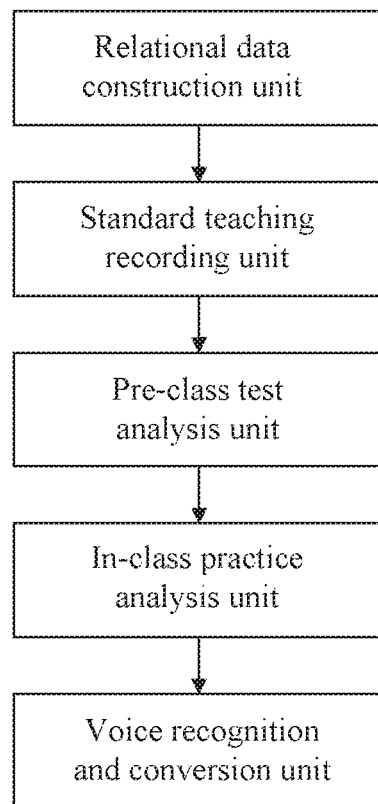 Relational data
construction unit
Standard teaching
recording unit
Pre-class test
analysis unit
In-class practice
analysis unit
Voice recognition
and conversion unit